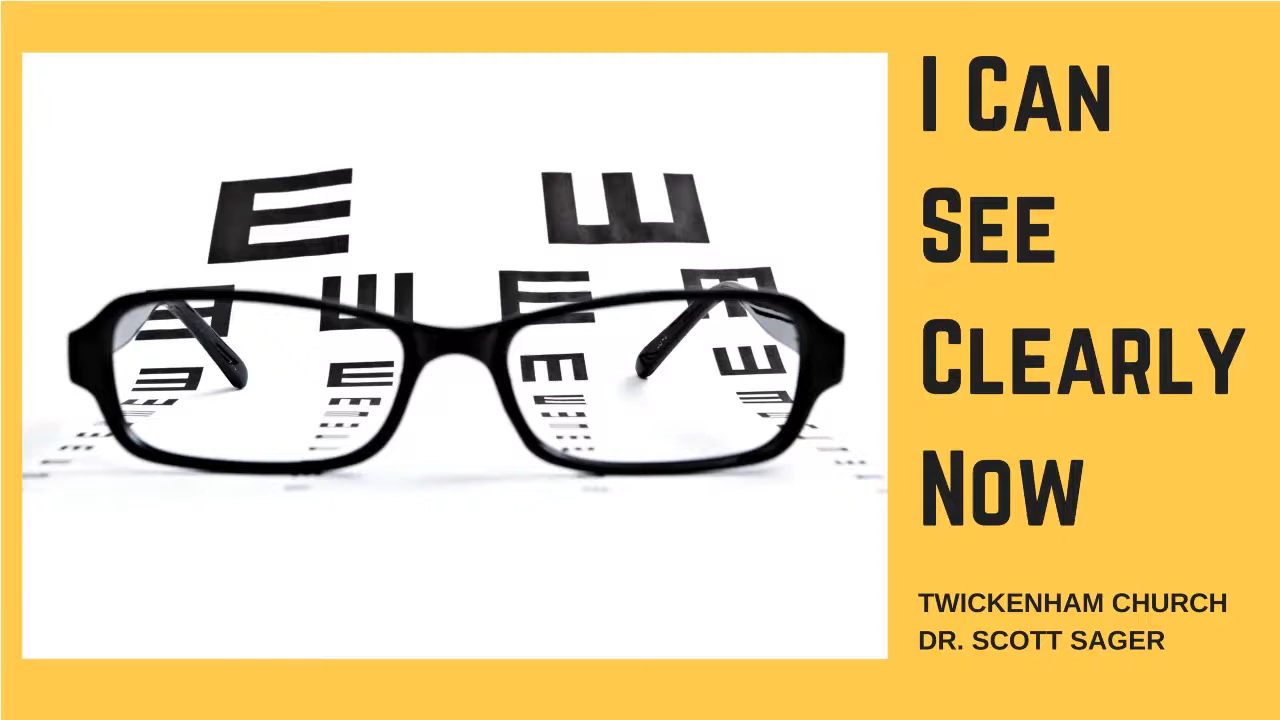 I Can
See
Clearly
Now
TWICKENHAM CHURCH
DR. SCOTT SAGER